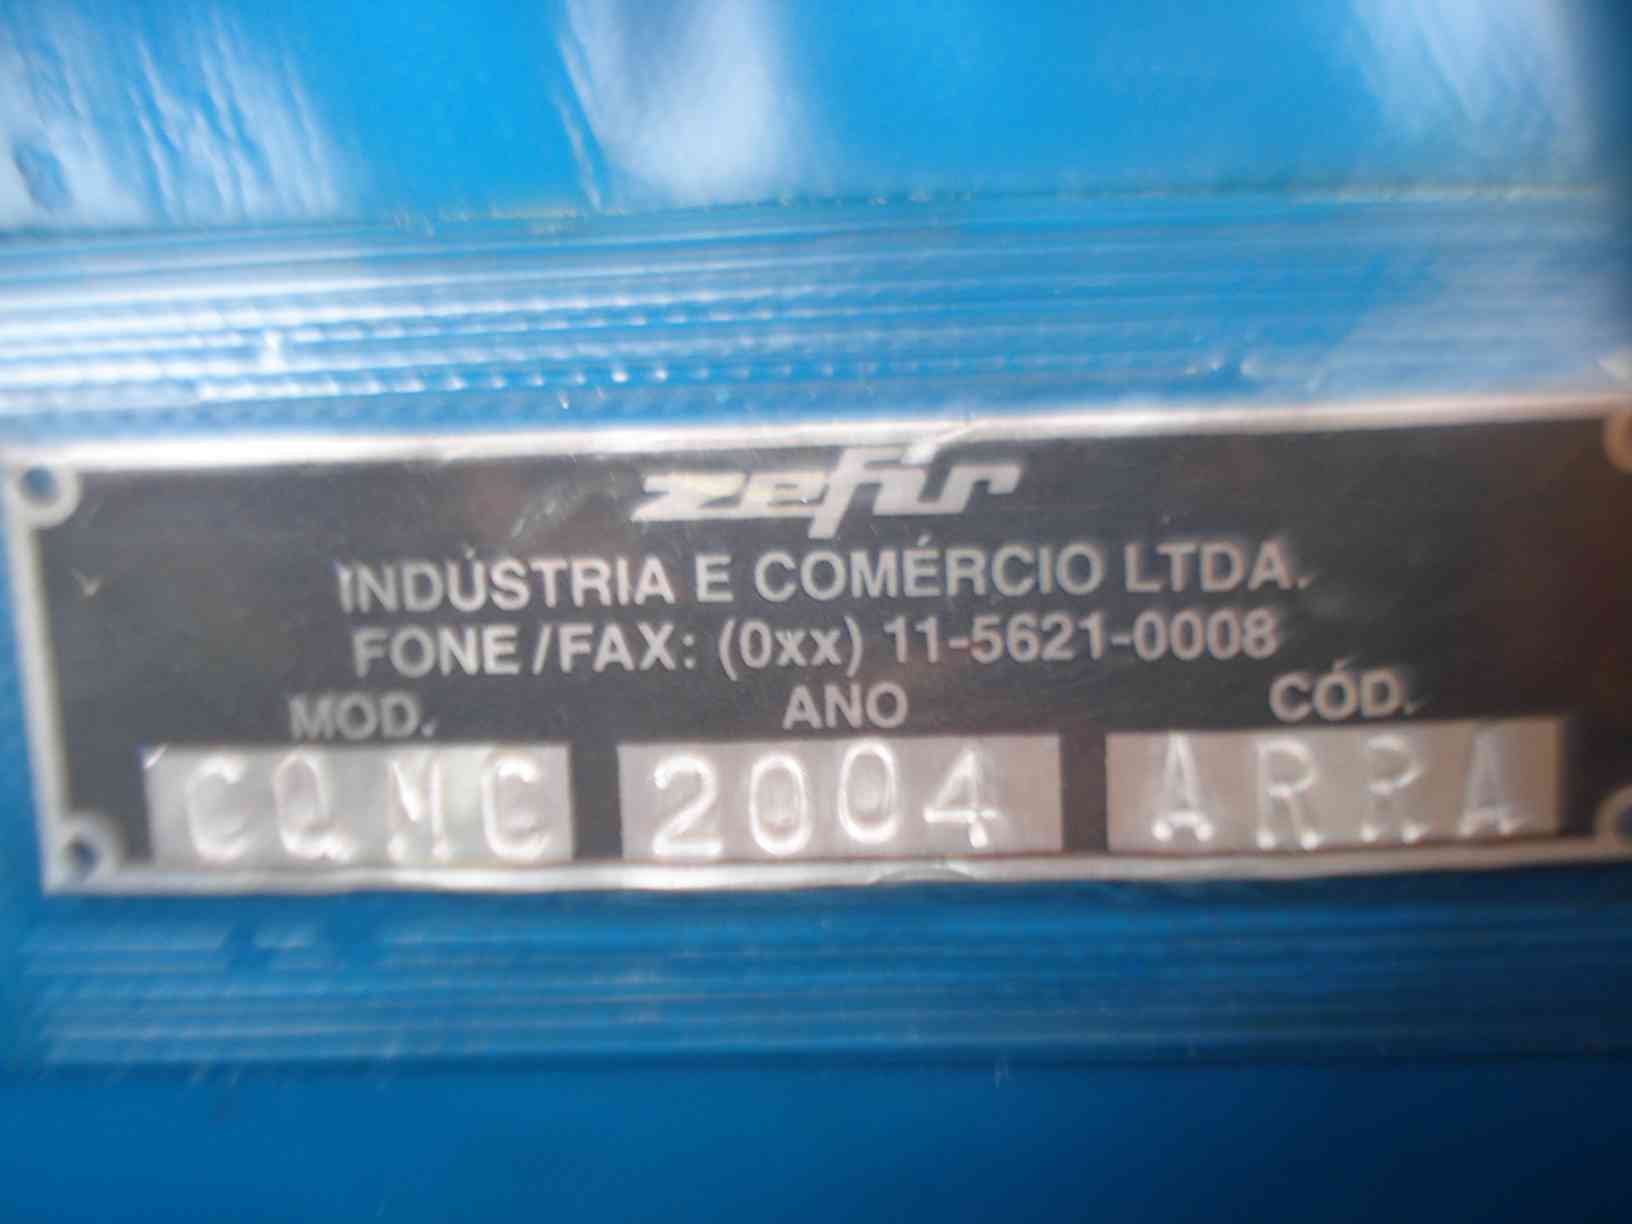 zefir
INDÚSTRIA E COMÉRCIO LTDA.
FONE/FAX: (0xx) 11-5621-0008
MOD. ANO CÓD.
CQMC 2004 ARRA